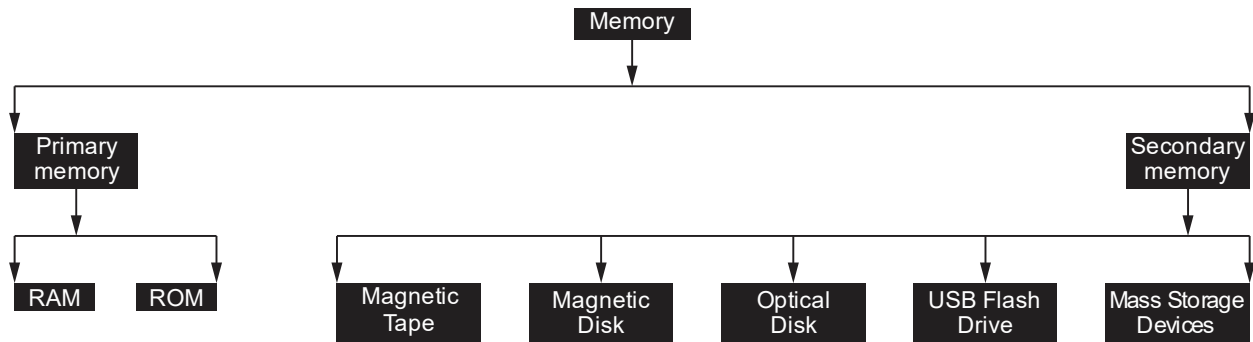 Memory
Primary
memory
Secondary
memory
RAM
ROM
Magnetic
Tape
Magnetic
Disk
Optical
Disk
USB Flash
Drive
Mass Storage
Devices